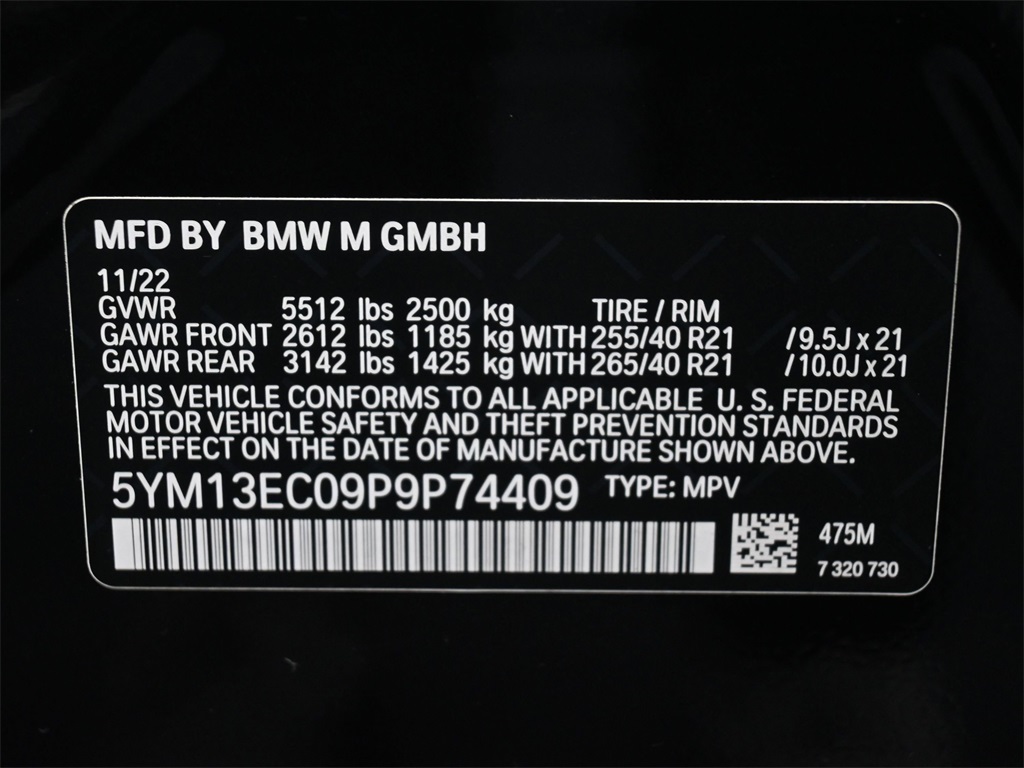 MFD BY BMW M GMBH
11/22
GVWR 5512 lbs 2500 kg TIRE / RIM
GAWR FRONT 2612 lbs 1185 kg WITH 255/40 R21 /9.5J x 21
GAWR REAR 3142 lbs 1425 kg WITH 265/40 R21 /10.0J x 21
THIS VEHICLE CONFORMS TO ALL APPLICABLE U. S. FEDERAL
MOTOR VEHICLE SAFETY AND THEFT PREVENTION STANDARDS
IN EFFECT ON THE DATE OF MANUFACTURE SHOWN ABOVE.
5YM13EC09P9P74409 TYPE: MPV
475M
7 320 730